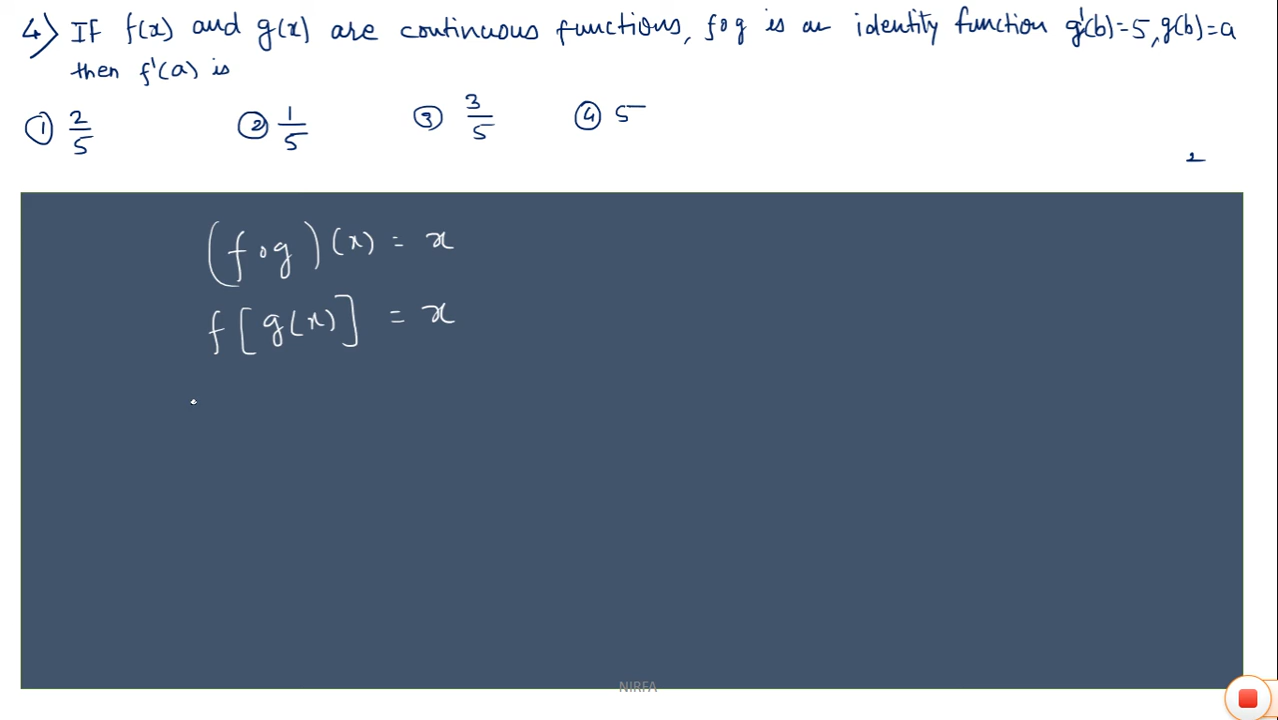 4) If f(x) and g(x) are continuous functions, fog is an identity function g'(b)=5, g(b)=a
then f'(a) is
① 2/5 ② 1/5 ③ 3/5 ④ 5
2
(fog)(x) = x
f[g(x)] = x
NIRFA